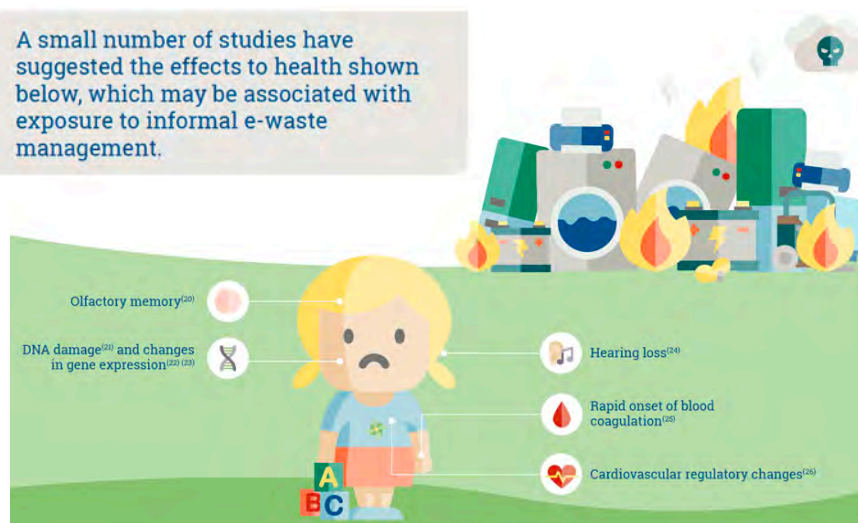 A small number of studies have
suggested the effects to health shown
below, which may be associated with
exposure to informal e-waste
management.
Olfactory memory(20)
DNA damage(21) and changes
in gene expression(22) (23)
Hearing loss(24)
Rapid onset of blood
coagulation(25)
Cardiovascular regulatory changes(26)
A
B C